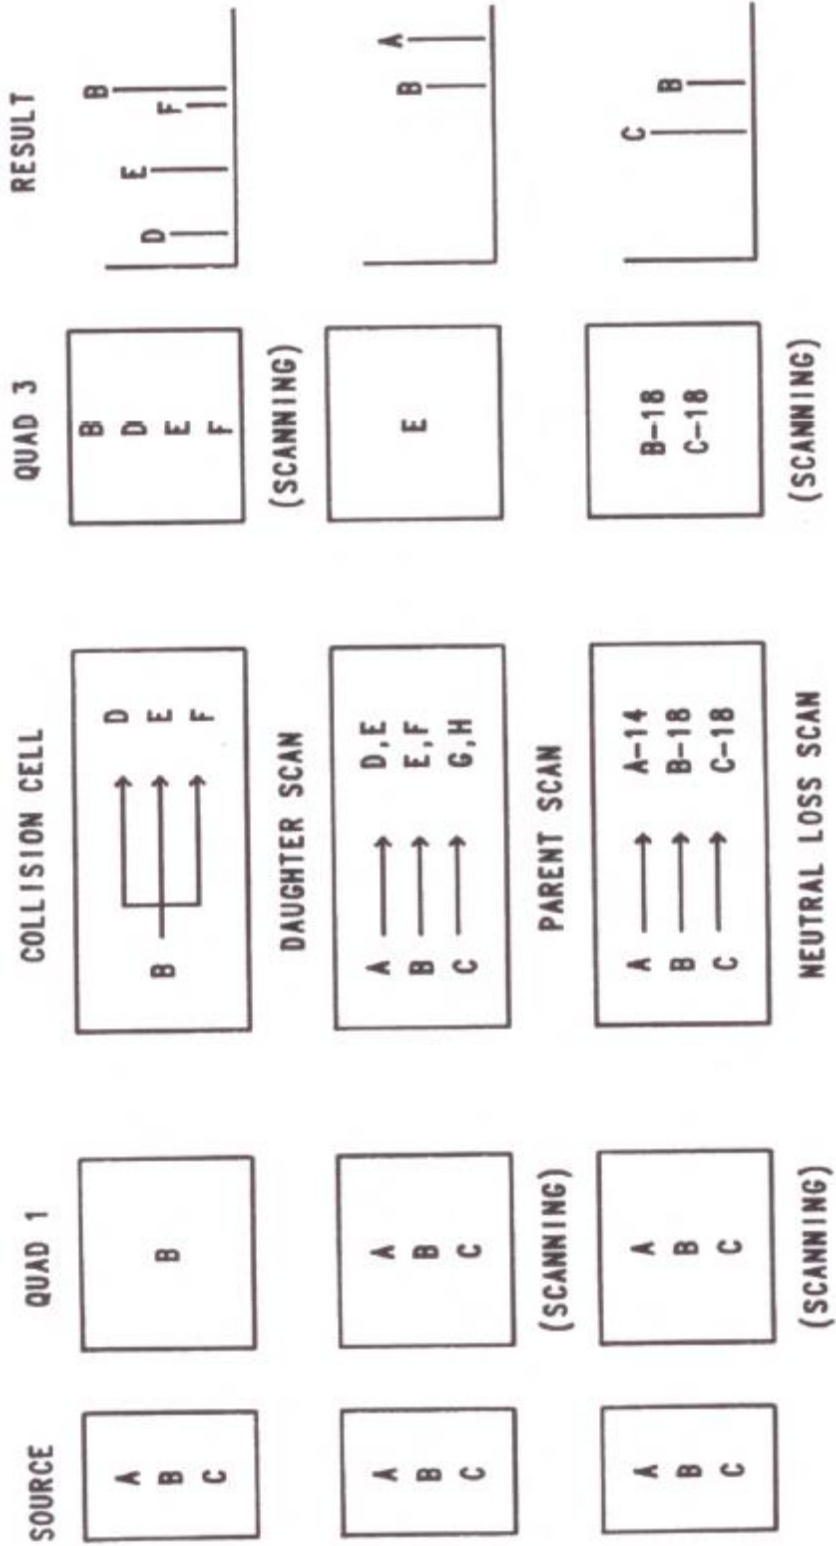 SOURCE
QUAD 1
COLLISION CELL
QUAD 3
RESULT
A
B
C
B
B
D
E
F
B
D
E
F
D
E
F
B
DAUGHTER SCAN
(SCANNING)
A
B
C
A
B
C
A
B
C
D,E
E,F
G,H
E
B
A
(SCANNING)
PARENT SCAN
A
B
C
A
B
C
A
B
C
A-14
B-18
C-18
B-18
C-18
C
B
(SCANNING)
NEUTRAL LOSS SCAN
(SCANNING)